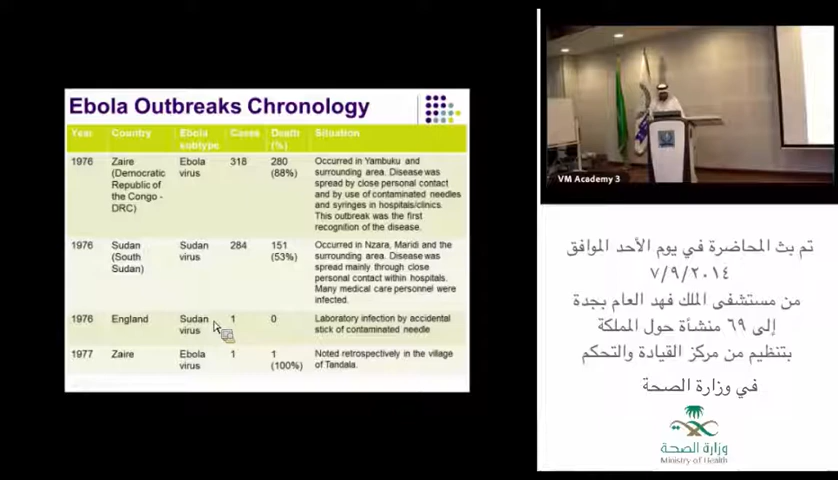 Ebola Outbreaks Chronology
Year Country Ebola subtype Cases Death (%) Situation
1976 Zaire (Democratic Republic of the Congo - DRC) Ebola virus 318 280 (88%) Occurred in Yambuku and surrounding area. Disease was spread by close personal contact and by use of contaminated needles and syringes in hospitals/clinics. This outbreak was the first recognition of the disease.
1976 Sudan (South Sudan) Sudan virus 284 151 (53%) Occurred in Nzara, Maridi and the surrounding area. Disease was spread mainly through close personal contact within hospitals. Many medical care personnel were infected.
1976 England Sudan virus 1 0 Laboratory infection by accidental stick of contaminated needle
1977 Zaire Ebola virus 1 1 (100%) Noted retrospectively in the village of Tandala.
VM Academy 3
تم بث المحاضرة في يوم الأحد الموافق
٧/٩/٢٠١٤
من مستشفى الملك فهد العام بجدة
إلى ٦٩ منشأة حول المملكة
بتنظيم من مركز القيادة والتحكم
في وزارة الصحة
وزارة الصحة
Ministry of Health